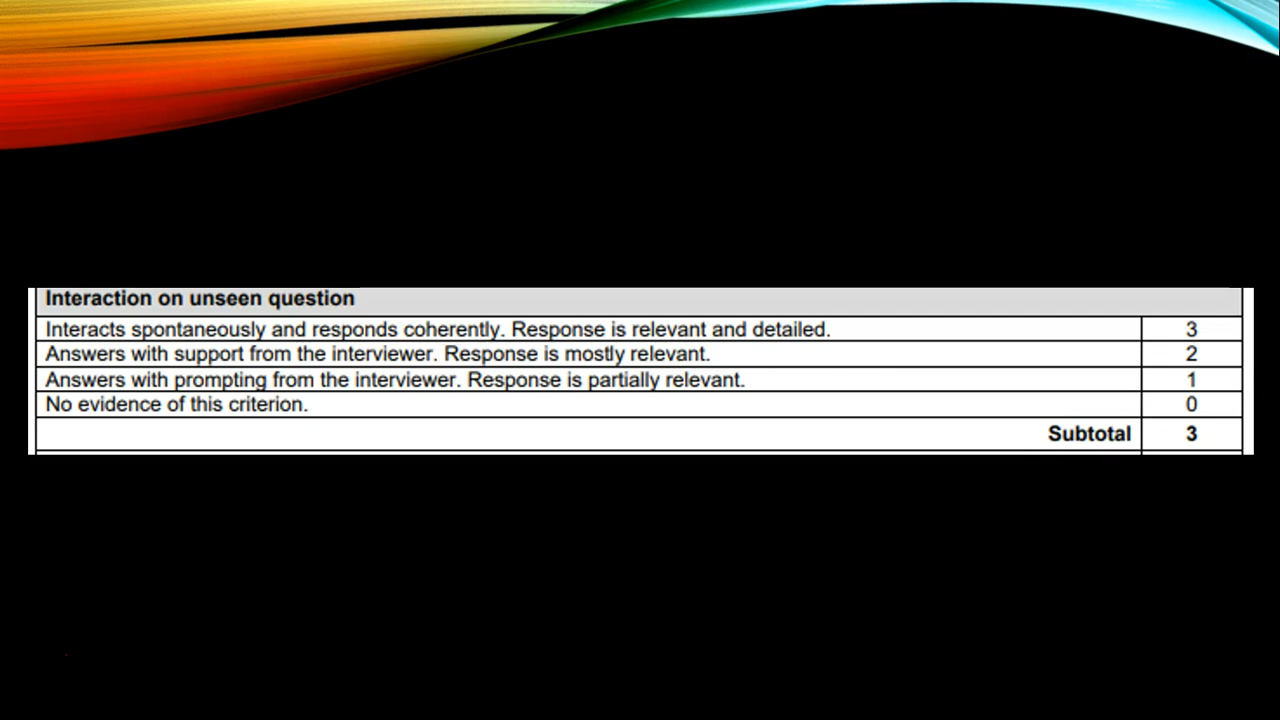 Interaction on unseen question
Interacts spontaneously and responds coherently. Response is relevant and detailed. 3
Answers with support from the interviewer. Response is mostly relevant. 2
Answers with prompting from the interviewer. Response is partially relevant. 1
No evidence of this criterion. 0
Subtotal 3